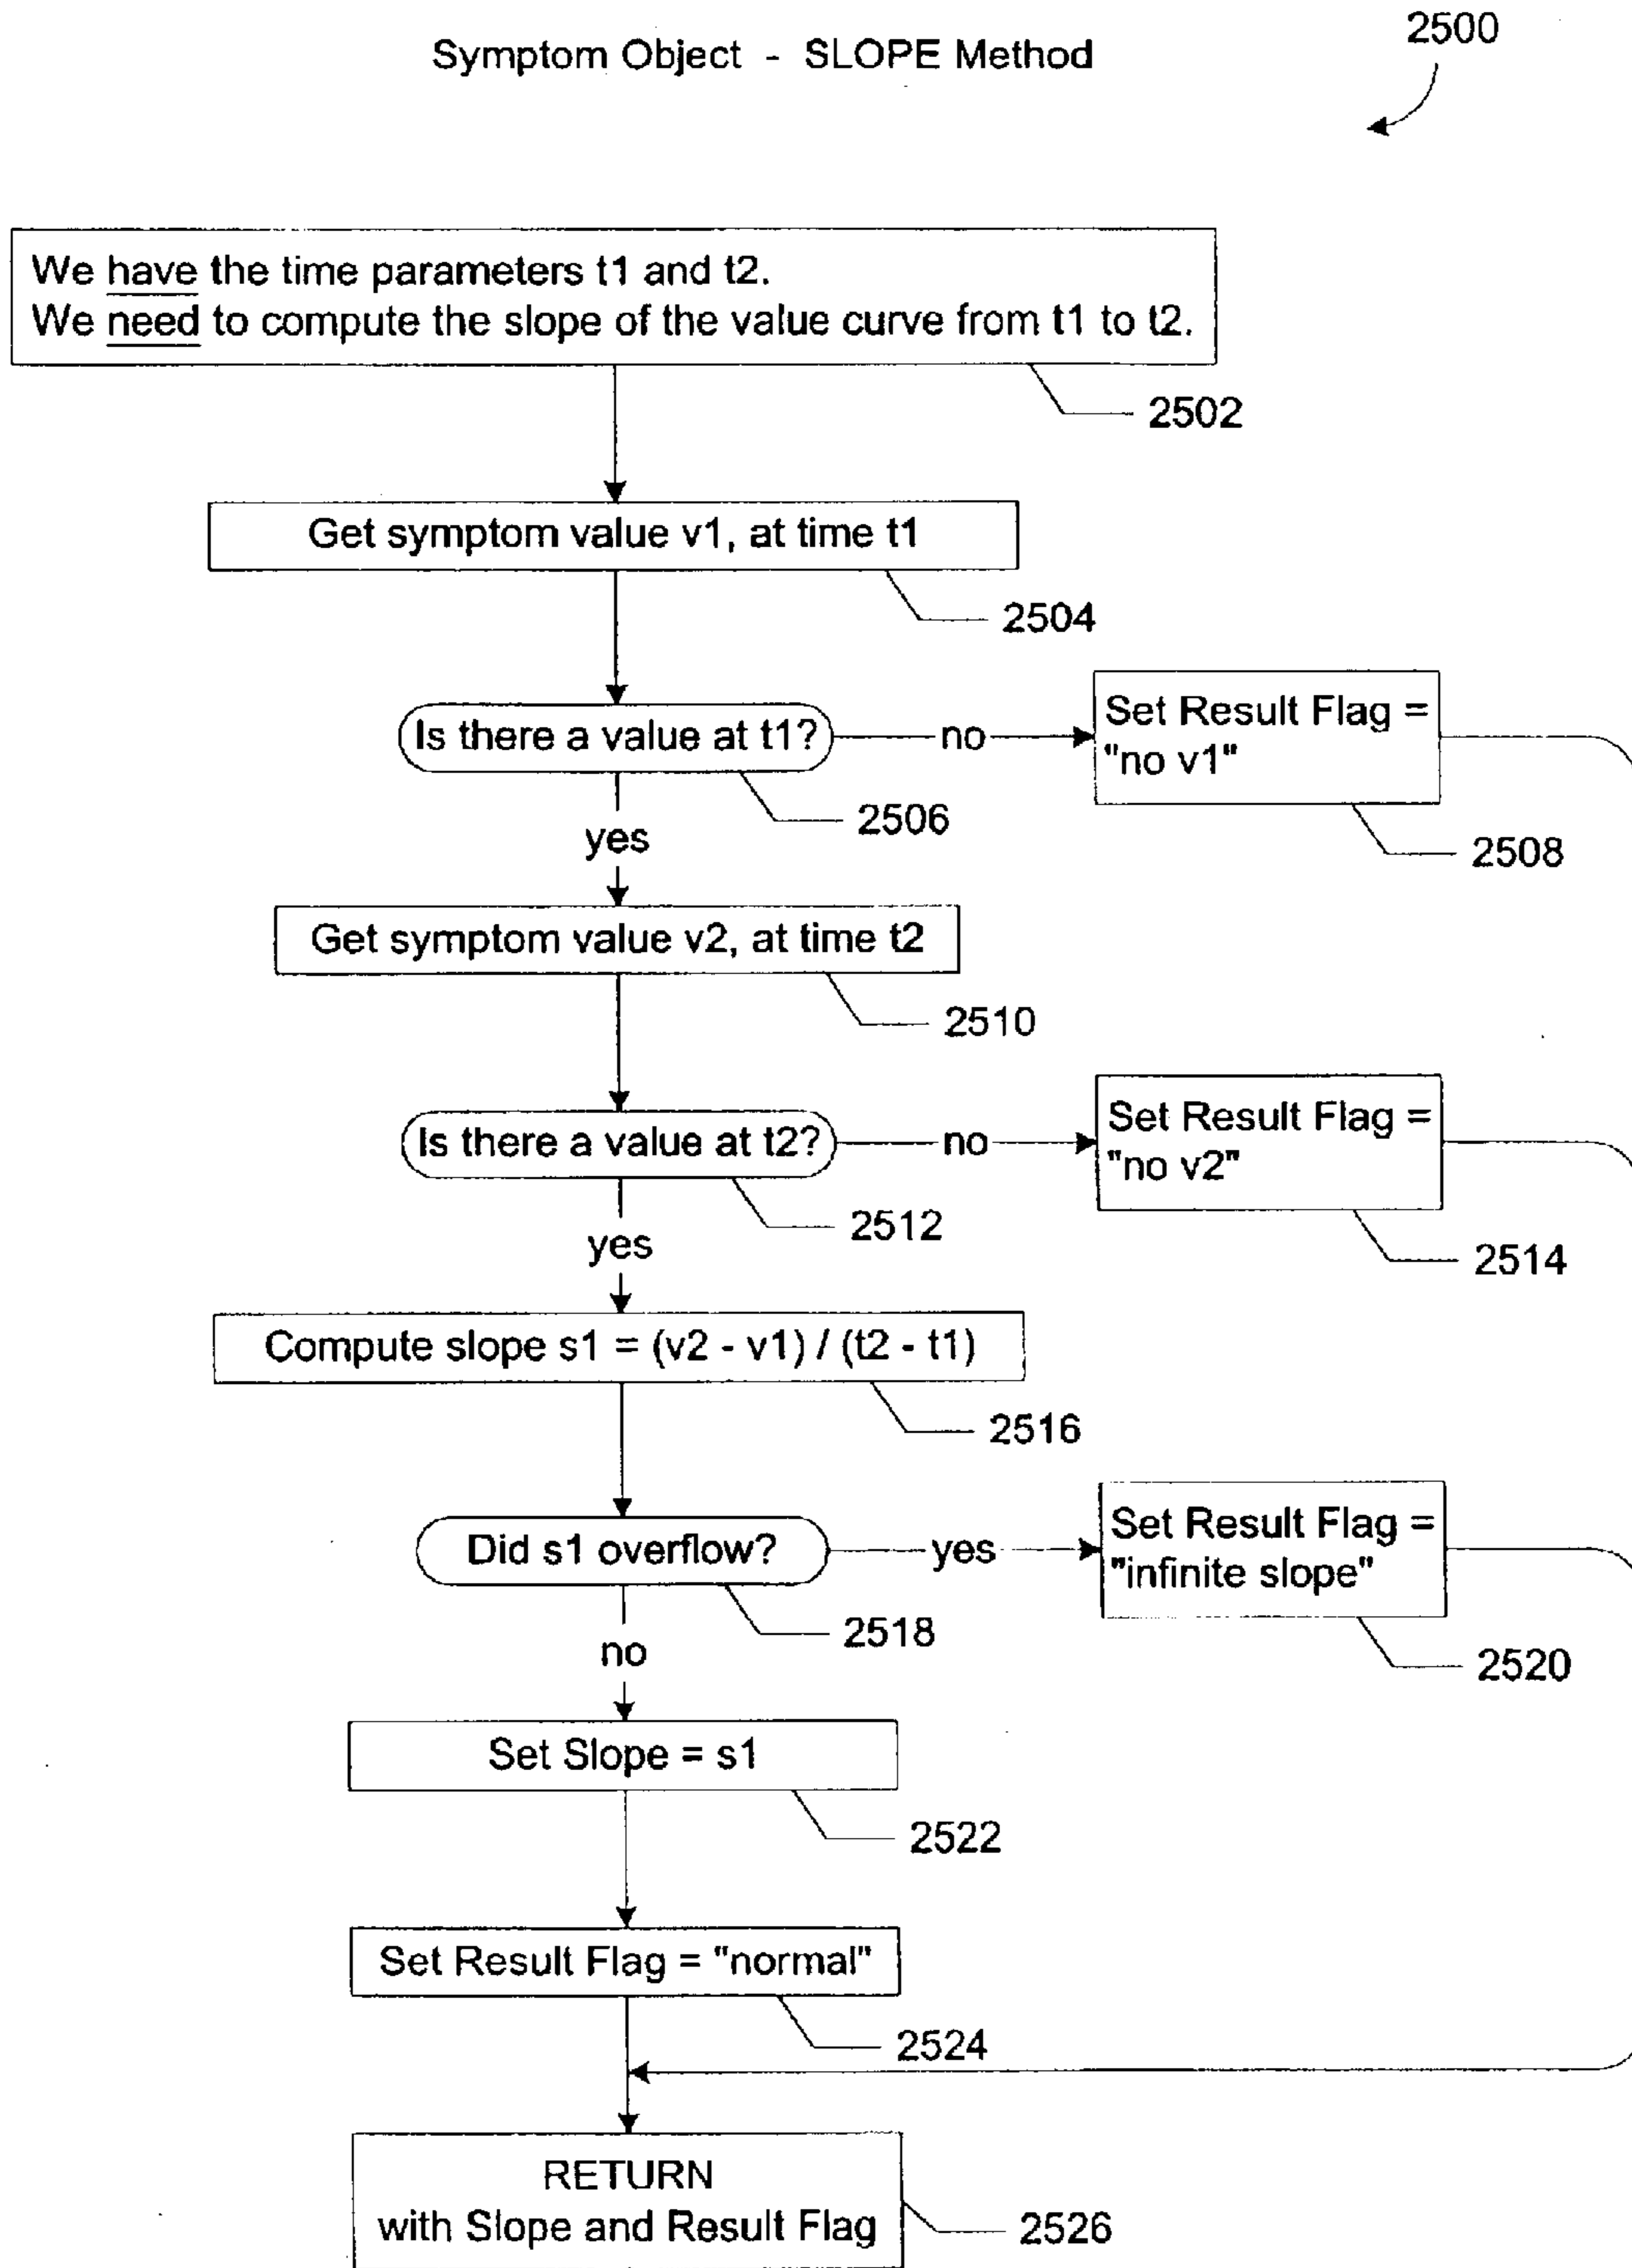 2500
Symptom Object - SLOPE Method
We have the time parameters t1 and t2.
We need to compute the slope of the value curve from t1 to t2.
2502
Get symptom value v1, at time t1
2504
Is there a value at t1?
no
Set Result Flag =
"no v1"
2506
2508
yes
Get symptom value v2, at time t2
2510
Is there a value at t2?
no
Set Result Flag =
"no v2"
2512
2514
yes
Compute slope s1 = (v2 - v1) / (t2 - t1)
2516
Did s1 overflow?
yes
Set Result Flag =
"infinite slope"
2518
2520
no
Set Slope = s1
2522
Set Result Flag = "normal"
2524
RETURN
with Slope and Result Flag
2526